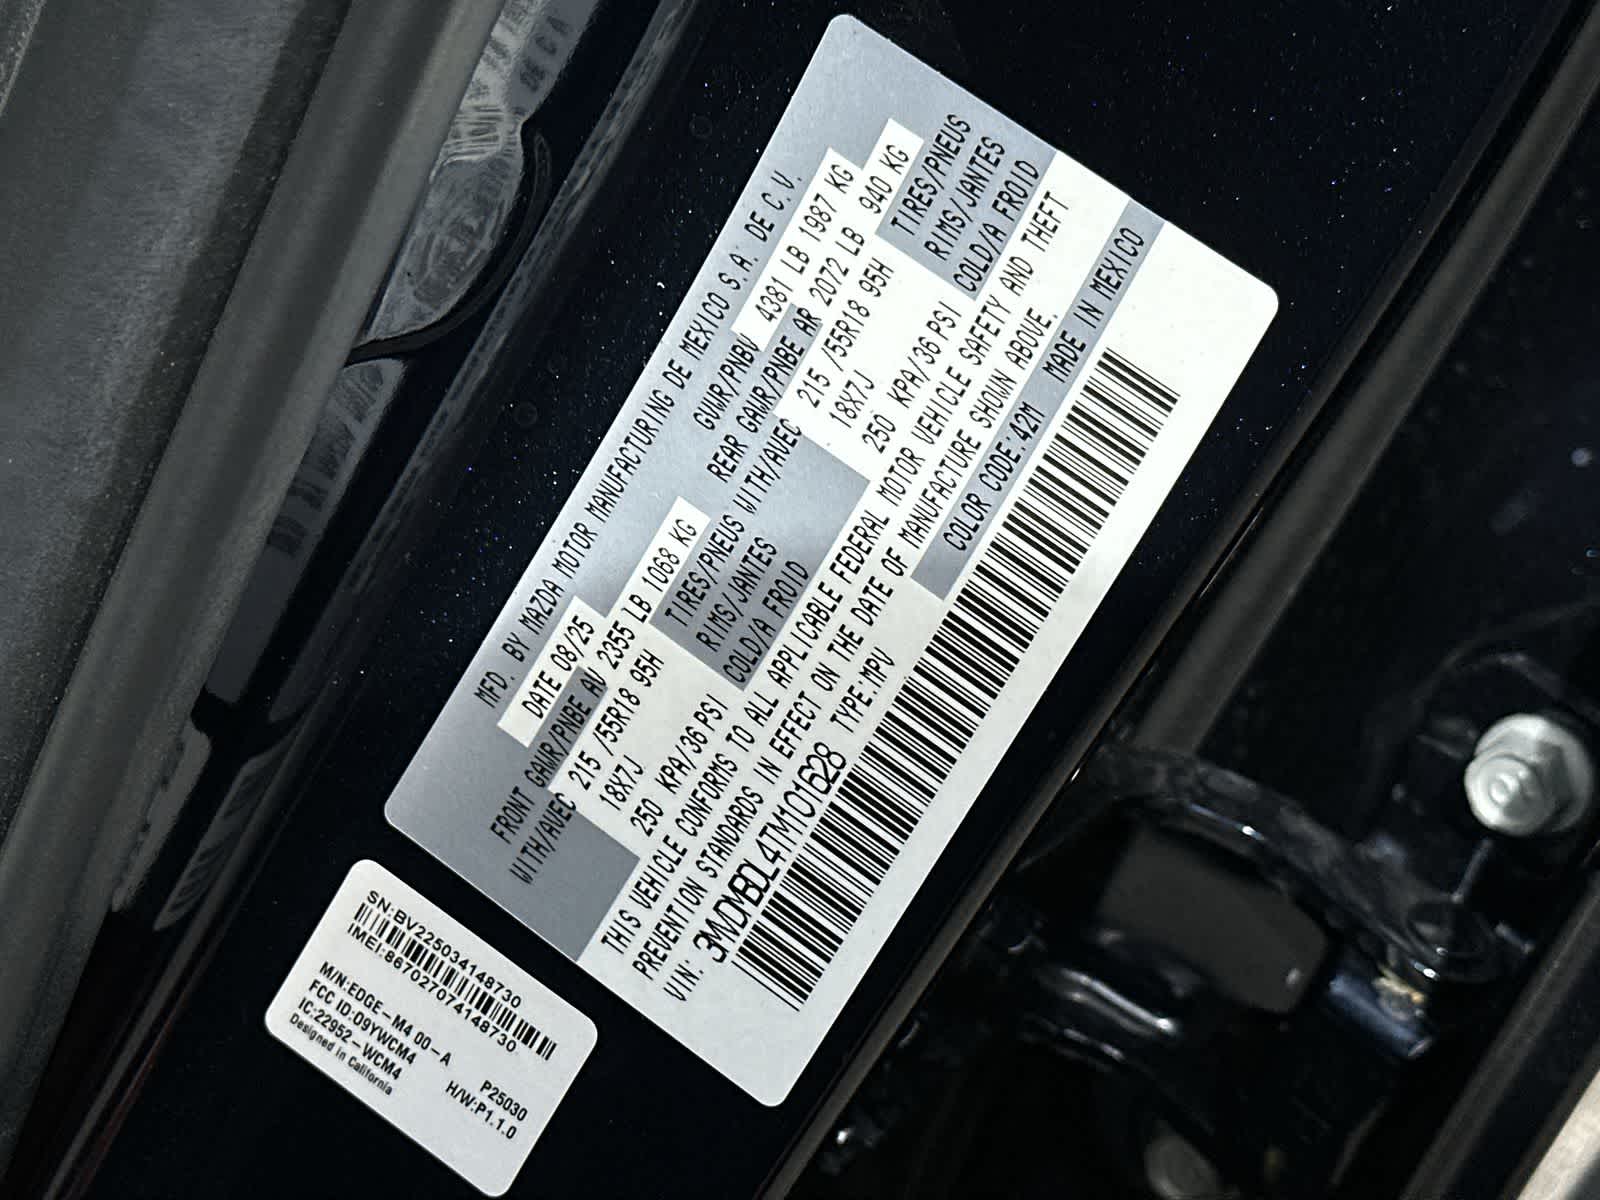 MFD. BY MAZDA MOTOR MANUFACTURING DE MEXICO S.A. DE C.V.
DATE 08/25 GVWR/PNBV 4381 LB 1987 KG
FRONT GAWR/PNBE AV 2355 LB 1068 KG REAR GAWR/PNBE AR 2072 LB 940 KG
WITH/AVEC 215 /55R18 95H TIRES/PNEUS WITH/AVEC 215 /55R18 95H TIRES/PNEUS
18X7J RIMS/JANTES 18X7J RIMS/JANTES
250 KPA/36 PSI COLD/A FROID 250 KPA/36 PSI COLD/A FROID
THIS VEHICLE CONFORMS TO ALL APPLICABLE FEDERAL MOTOR VEHICLE SAFETY AND THEFT
PREVENTION STANDARDS IN EFFECT ON THE DATE OF MANUFACTURE SHOWN ABOVE.
VIN: 3MVDMBDL4TM101628 TYPE:MPV COLOR CODE:42M MADE IN MEXICO
SN:BV225034148730
IMEI:867027074148730
M/N:EDGE-M4 00-A P25030
FCC ID:O9YWCM4 H/W:P1.1.0
IC:22952-WCM4
Designed in California